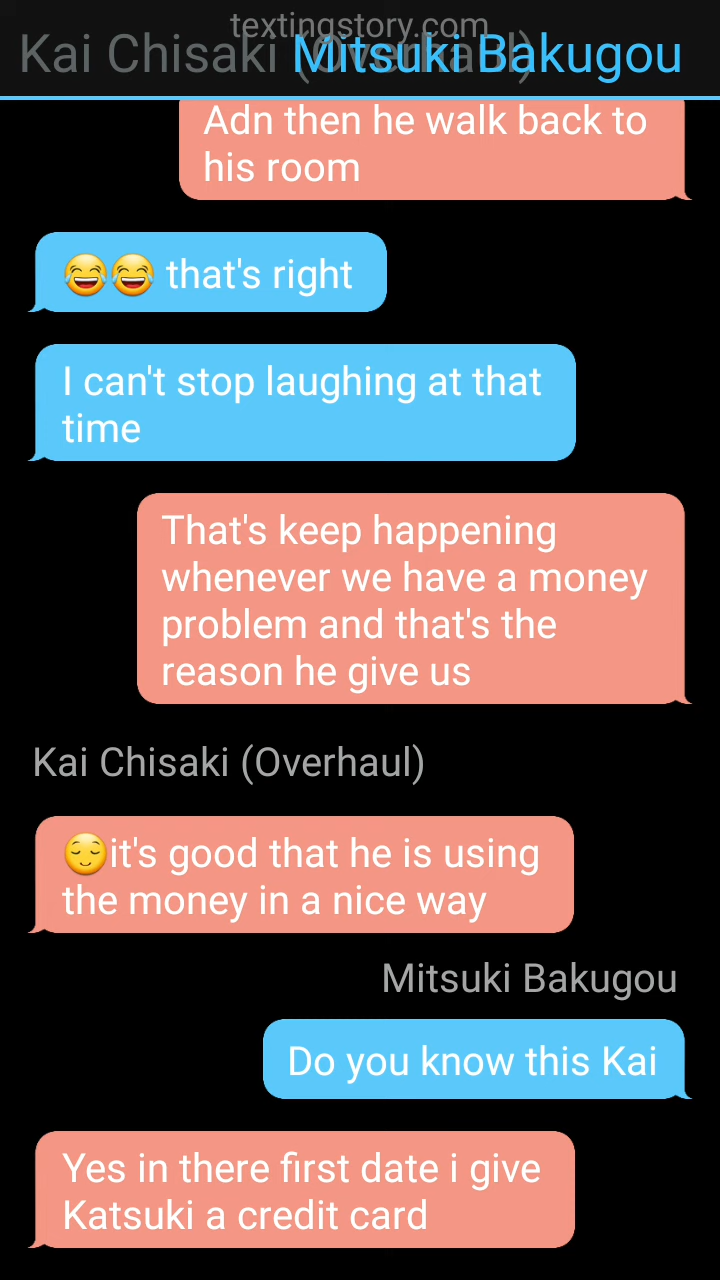 textingstory.com
Kai Chisaki (Overhaul)
Mitsuki Bakugou
Adn then he walk back to
his room
😂😂 that's right
I can't stop laughing at that
time
That's keep happening
whenever we have a money
problem and that's the
reason he give us
Kai Chisaki (Overhaul)
😌it's good that he is using
the money in a nice way
Mitsuki Bakugou
Do you know this Kai
Yes in there first date i give
Katsuki a credit card